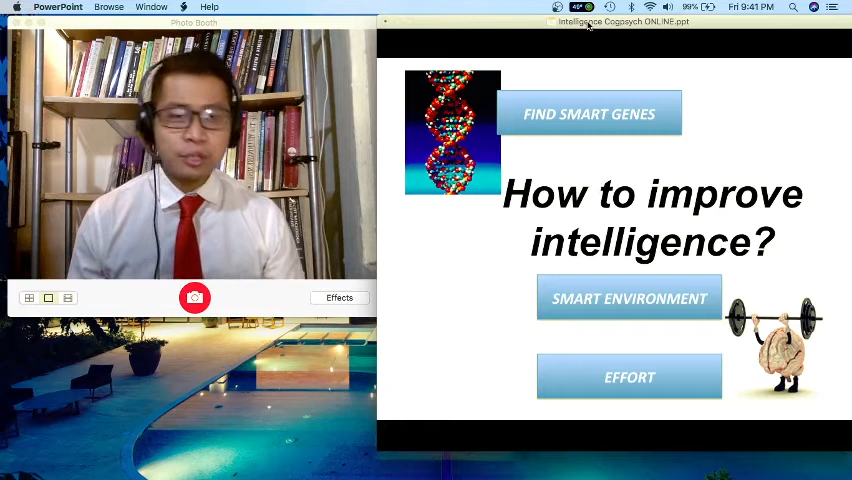 PowerPoint Browse Window Help
49°
99%
Fri 9:41 PM
Photo Booth
Intelligence Cogpsych ONLINE.ppt
FIND SMART GENES
How to improve
intelligence?
Effects
SMART ENVIRONMENT
EFFORT